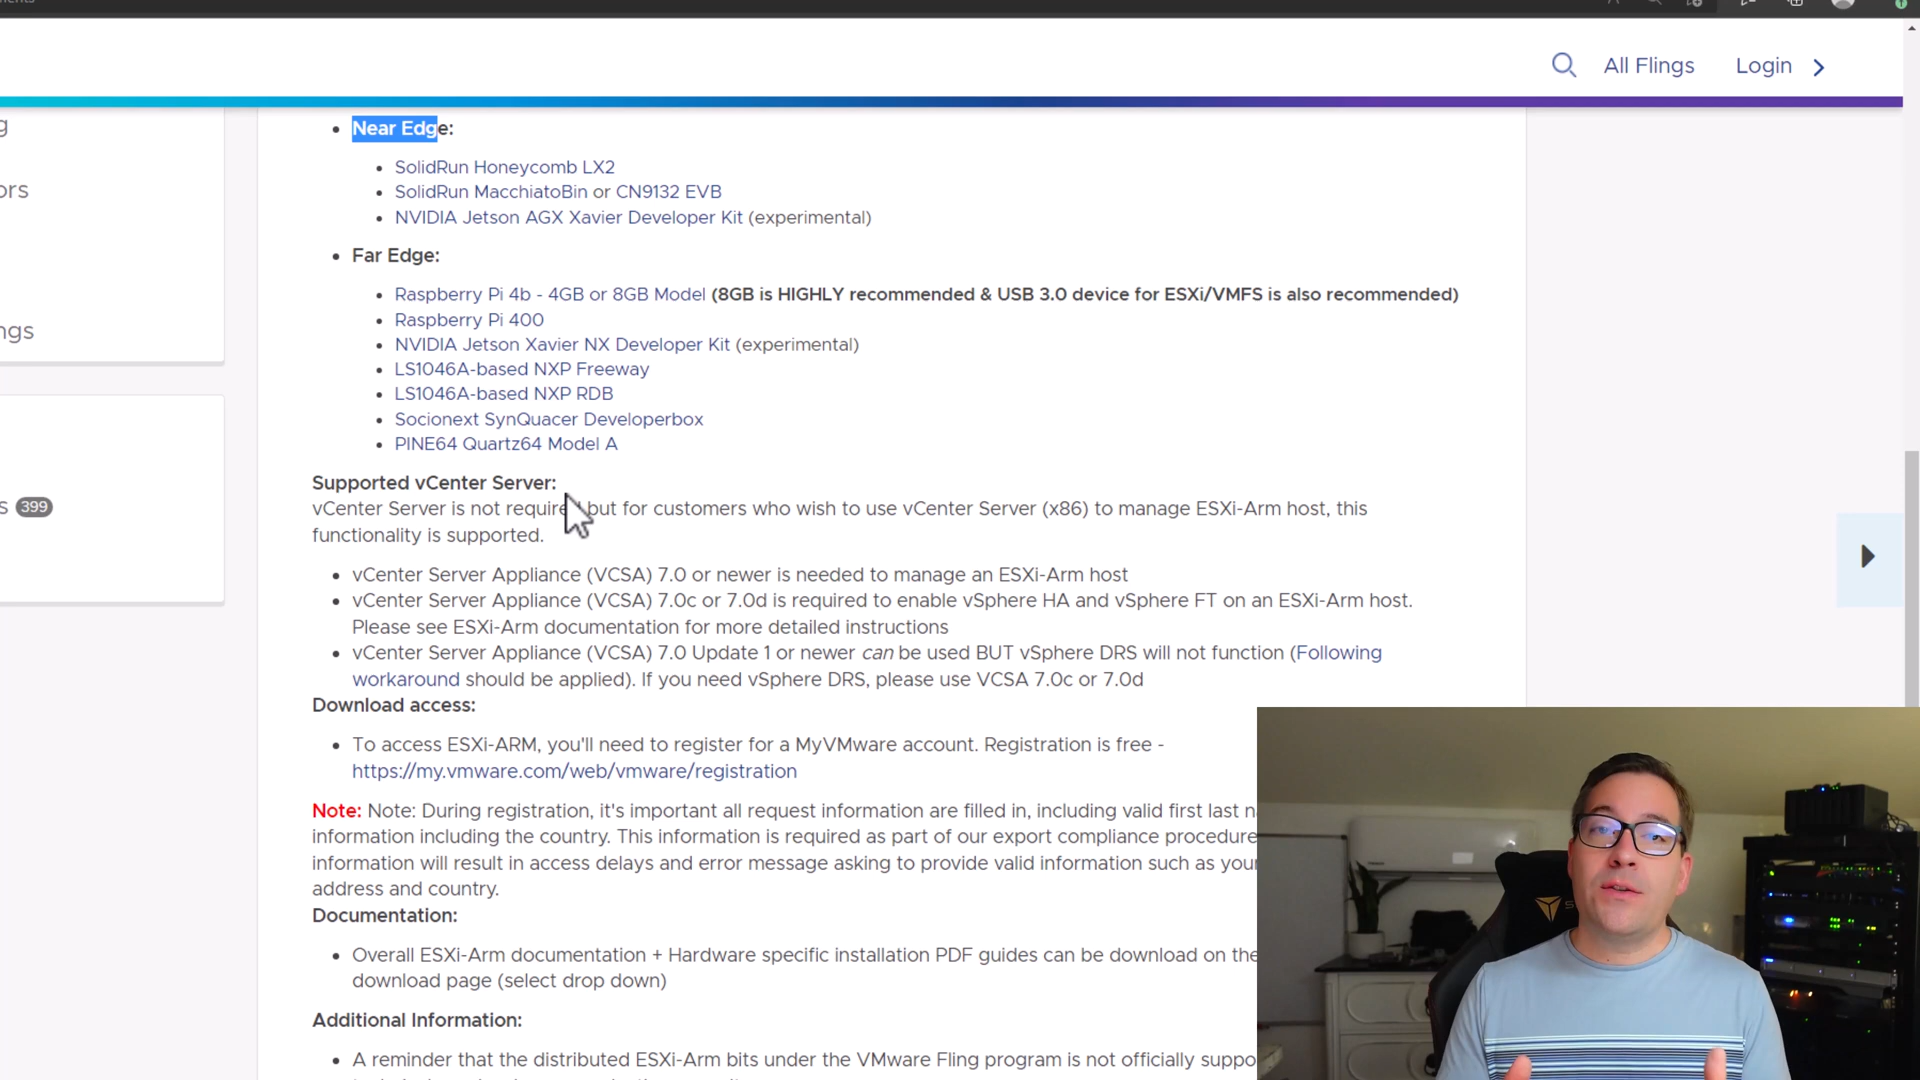 All Flings Login
Near Edge:
SolidRun Honeycomb LX2
SolidRun MacchiatoBin or CN9132 EVB
NVIDIA Jetson AGX Xavier Developer Kit (experimental)
ors
Far Edge:
Raspberry Pi 4b - 4GB or 8GB Model (8GB is HIGHLY recommended & USB 3.0 device for ESXi/VMFS is also recommended)
Raspberry Pi 400
ngs
NVIDIA Jetson Xavier NX Developer Kit (experimental)
LS1046A-based NXP Freeway
LS1046A-based NXP RDB
Socionext SynQuacer Developerbox
PINE64 Quartz64 Model A
Supported vCenter Server:
s 399
vCenter Server is not require but for customers who wish to use vCenter Server (x86) to manage ESXi-Arm host, this
functionality is supported.
vCenter Server Appliance (VCSA) 7.0 or newer is needed to manage an ESXi-Arm host
vCenter Server Appliance (VCSA) 7.0c or 7.0d is required to enable vSphere HA and vSphere FT on an ESXi-Arm host.
Please see ESXi-Arm documentation for more detailed instructions
vCenter Server Appliance (VCSA) 7.0 Update 1 or newer can be used BUT vSphere DRS will not function (Following
workaround should be applied). If you need vSphere DRS, please use VCSA 7.0c or 7.0d
Download access:
To access ESXi-ARM, you'll need to register for a MyVMware account. Registration is free -
https://my.vmware.com/web/vmware/registration
Note: Note: During registration, it's important all request information are filled in, including valid first last n
information including the country. This information is required as part of our export compliance procedure
information will result in access delays and error message asking to provide valid information such as your
address and country.
Documentation:
Overall ESXi-Arm documentation + Hardware specific installation PDF guides can be download on the
download page (select drop down)
Additional Information:
A reminder that the distributed ESXi-Arm bits under the VMware Fling program is not officially suppo